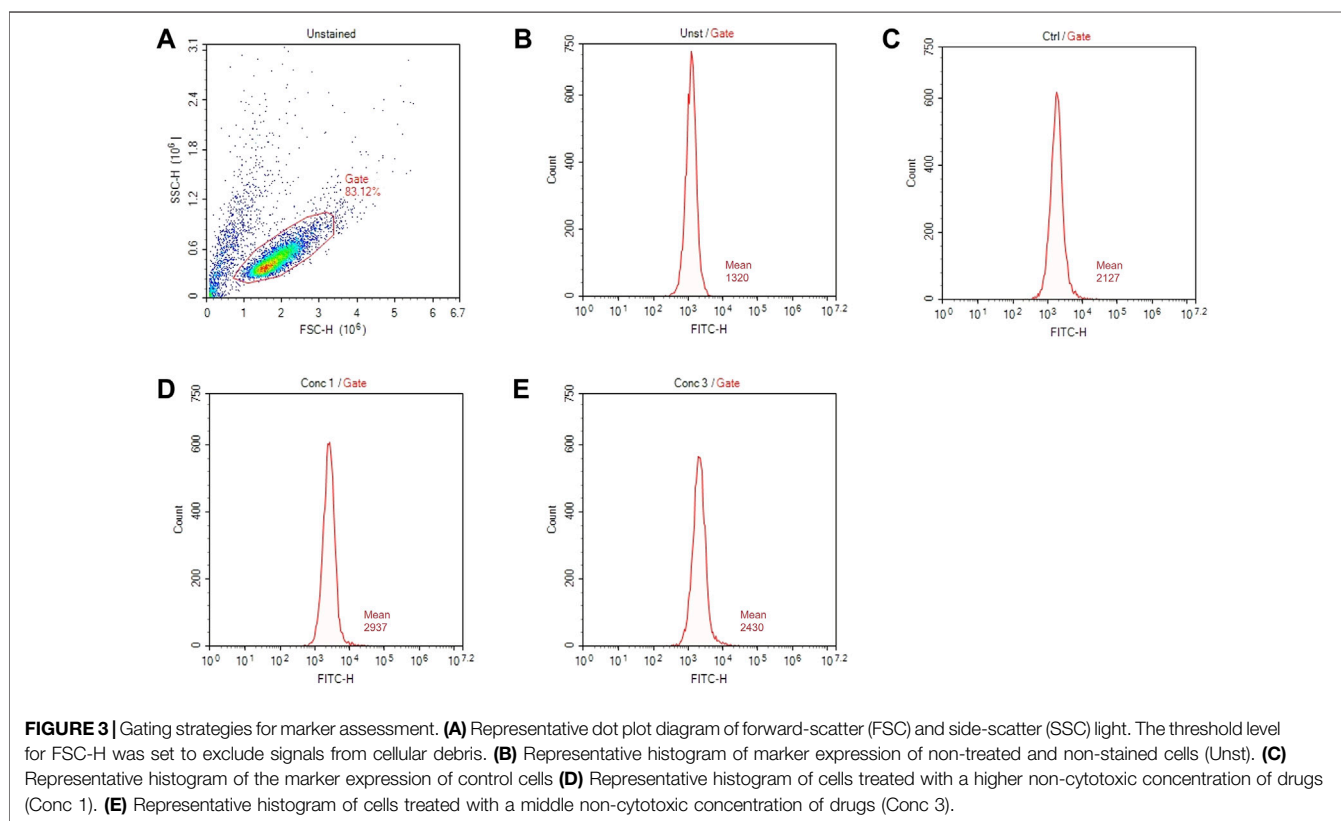 A
Unstained
3.1
2.4
1.8
1.2
0.6
0
SSC-H (10⁶)
Gate
83.12%
0 1 2 3 4 5 6 6.7
FSC-H (10⁶)
B
Unst / Gate
750
600
400
200
0
Count
Mean
1320
10⁰ 10¹ 10² 10³ 10⁴ 10⁵ 10⁶ 10⁷·²
FITC-H
C
Ctrl / Gate
750
600
400
200
0
Count
Mean
2127
10⁰ 10¹ 10² 10³ 10⁴ 10⁵ 10⁶ 10⁷·²
FITC-H
D
Conc 1 / Gate
750
600
400
200
0
Count
Mean
2937
10⁰ 10¹ 10² 10³ 10⁴ 10⁵ 10⁶ 10⁷·²
FITC-H
E
Conc 3 / Gate
750
600
400
200
0
Count
Mean
2430
10⁰ 10¹ 10² 10³ 10⁴ 10⁵ 10⁶ 10⁷·²
FITC-H
FIGURE 3 | Gating strategies for marker assessment. (A) Representative dot plot diagram of forward-scatter (FSC) and side-scatter (SSC) light. The threshold level
for FSC-H was set to exclude signals from cellular debris. (B) Representative histogram of marker expression of non-treated and non-stained cells (Unst). (C)
Representative histogram of the marker expression of control cells (D) Representative histogram of cells treated with a higher non-cytotoxic concentration of drugs
(Conc 1). (E) Representative histogram of cells treated with a middle non-cytotoxic concentration of drugs (Conc 3).